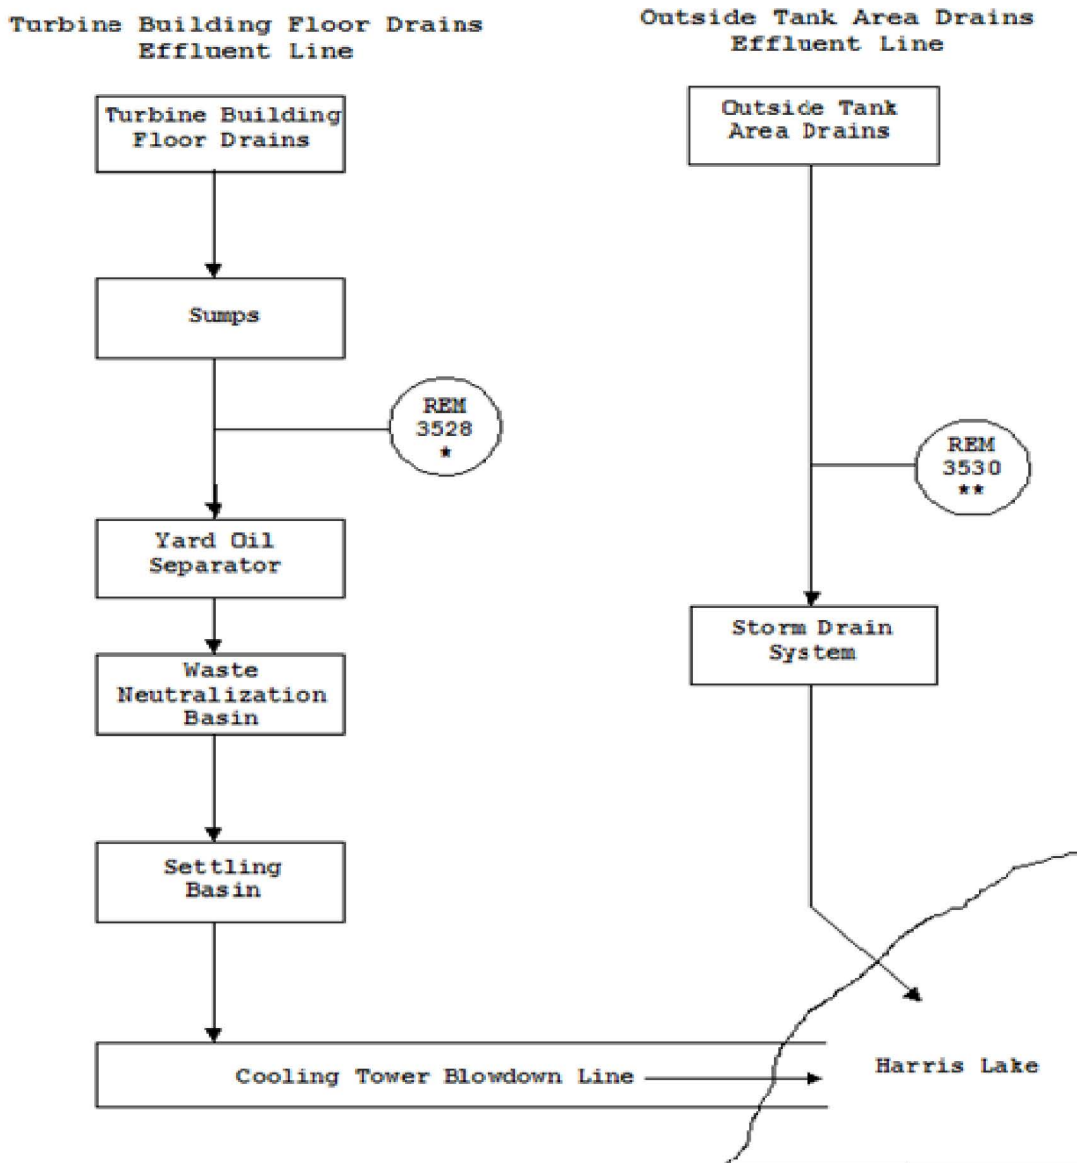 Turbine Building Floor Drains
Effluent Line
Outside Tank Area Drains
Effluent Line
Turbine Building
Floor Drains
Outside Tank
Area Drains
Sumps
REM
3528
★
REM
3530
★★
Yard Oil
Separator
Storm Drain
System
Waste
Neutralization
Basin
Settling
Basin
Cooling Tower Blowdown Line
Harris Lake